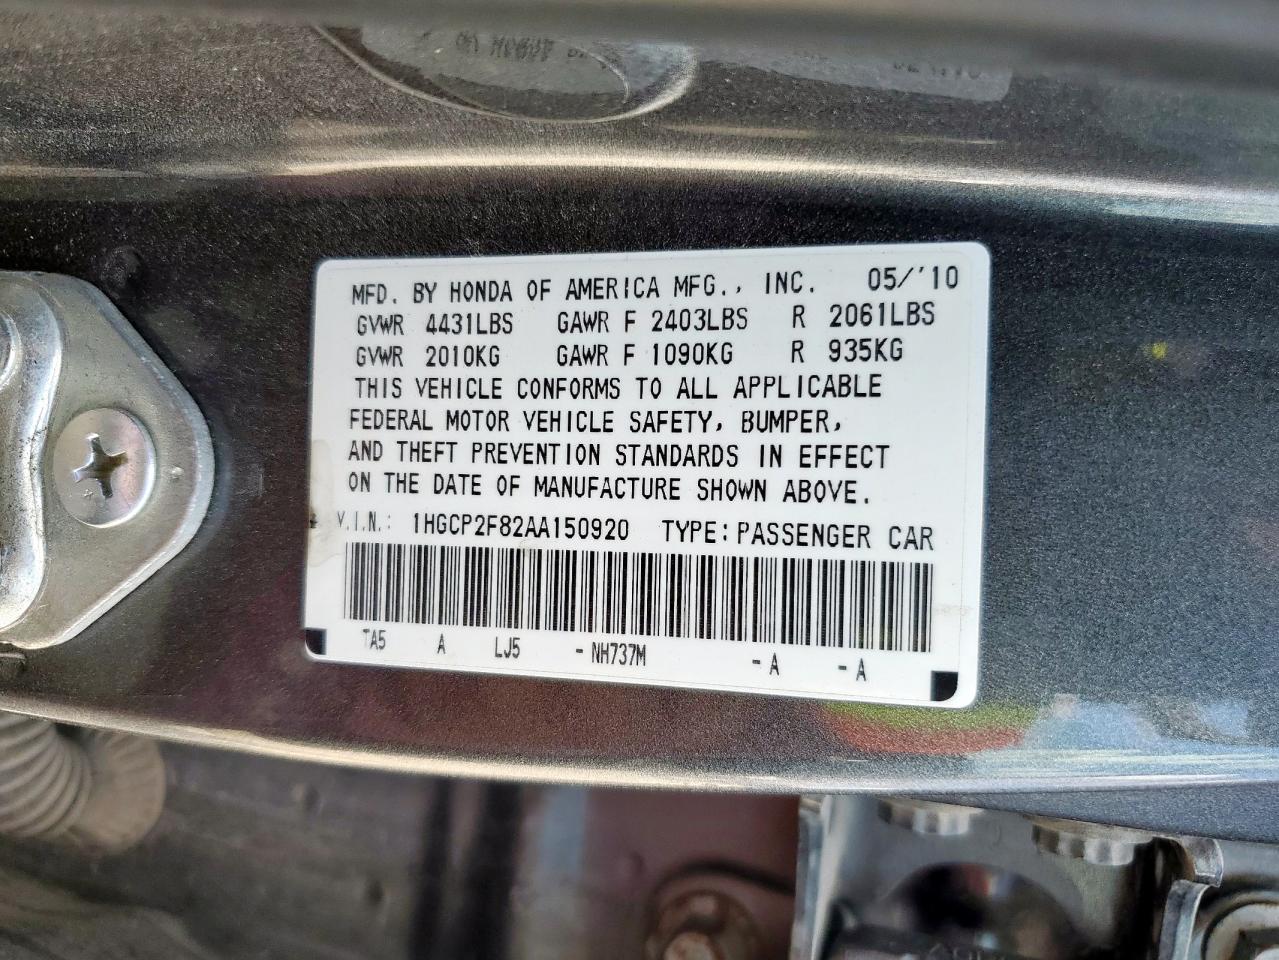 MFD. BY HONDA OF AMERICA MFG., INC. 05/'10
GVWR 4431LBS GAWR F 2403LBS R 2061LBS
GVWR 2010KG GAWR F 1090KG R 935KG
THIS VEHICLE CONFORMS TO ALL APPLICABLE
FEDERAL MOTOR VEHICLE SAFETY, BUMPER,
AND THEFT PREVENTION STANDARDS IN EFFECT
ON THE DATE OF MANUFACTURE SHOWN ABOVE.
V.I.N.: 1HGCP2F82AA150920 TYPE:PASSENGER CAR
TA5 A LJ5 -NH737M -A -A